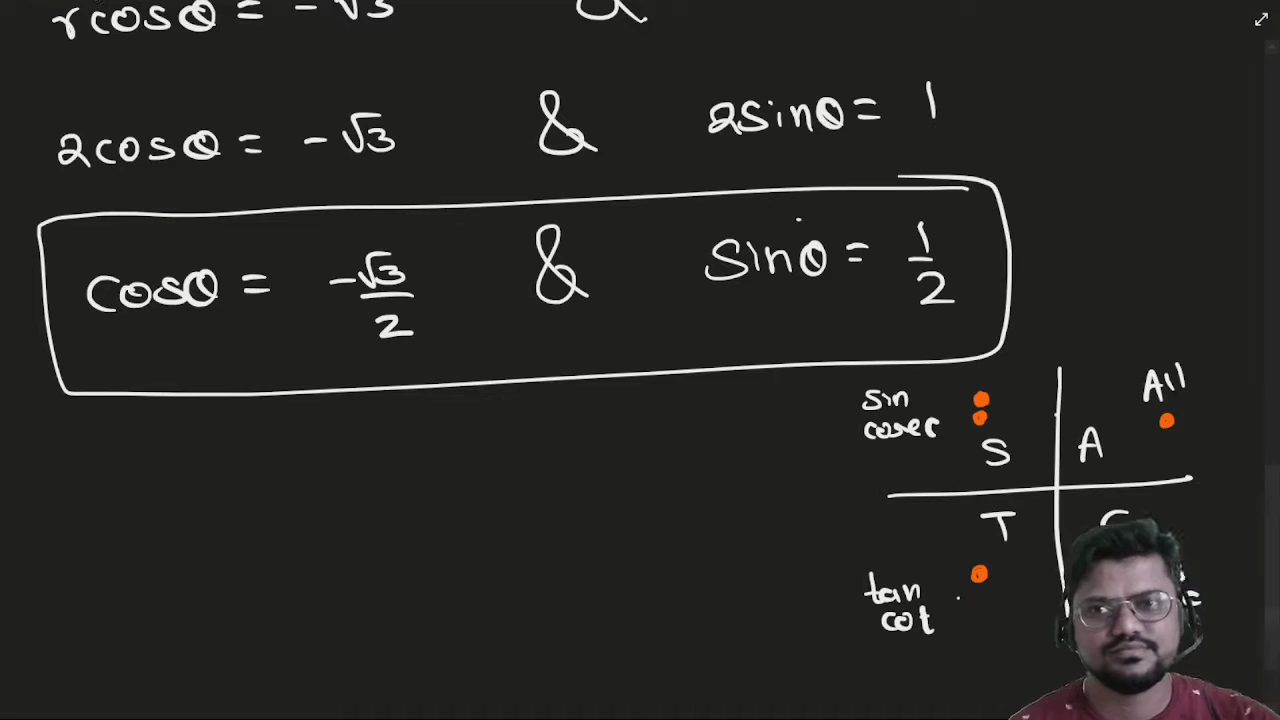 rcosθ = -√3 &
2cosθ = -√3 & 2sinθ = 1
cosθ = -√3/2 & sinθ = 1/2
All
sin
cosec
S A
T C
tan
cot